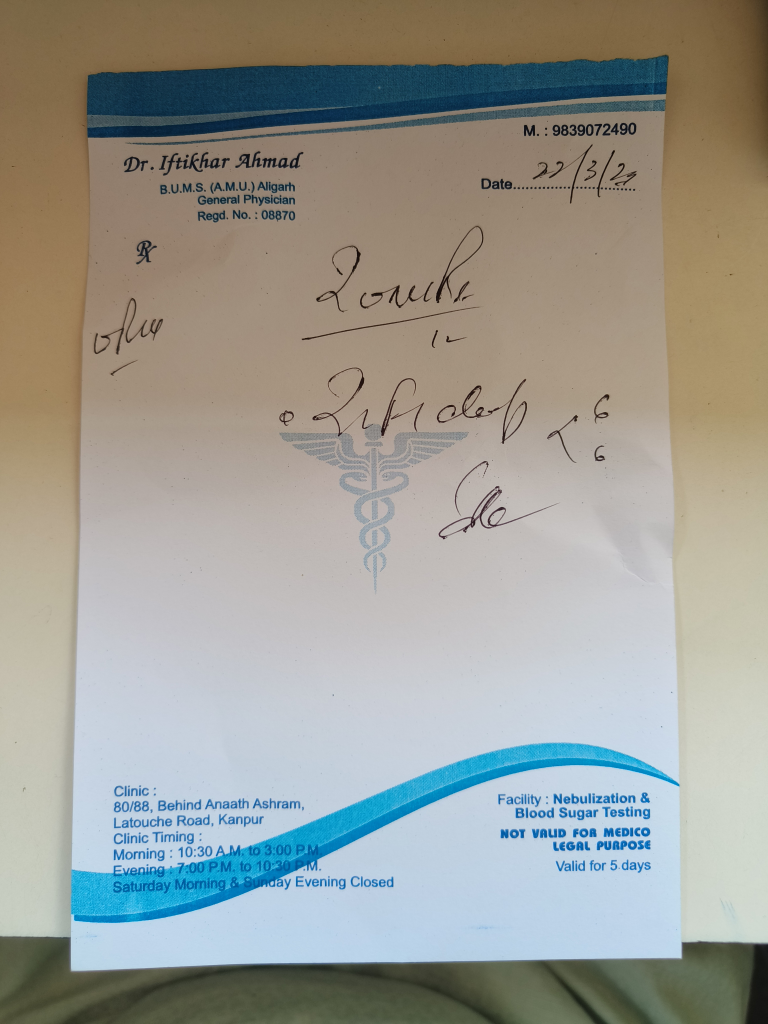 M. : 9839072490
Dr. Iftikhar Ahmad
B.U.M.S. (A.M.U.) Aligarh
General Physician
Regd. No. : 08870
Date
22/3/
Rx
6
6
Clinic :
80/88, Behind Anaath Ashram,
Latouche Road, Kanpur
Clinic Timing :
Morning : 10:30 A.M. to 3:00 P.M.
Evening : 7:00 P.M. to 10:30 P.M.
Saturday Morning & Sunday Evening Closed
Facility : Nebulization &
Blood Sugar Testing
NOT VALID FOR MEDICO
LEGAL PURPOSE
Valid for 5 days